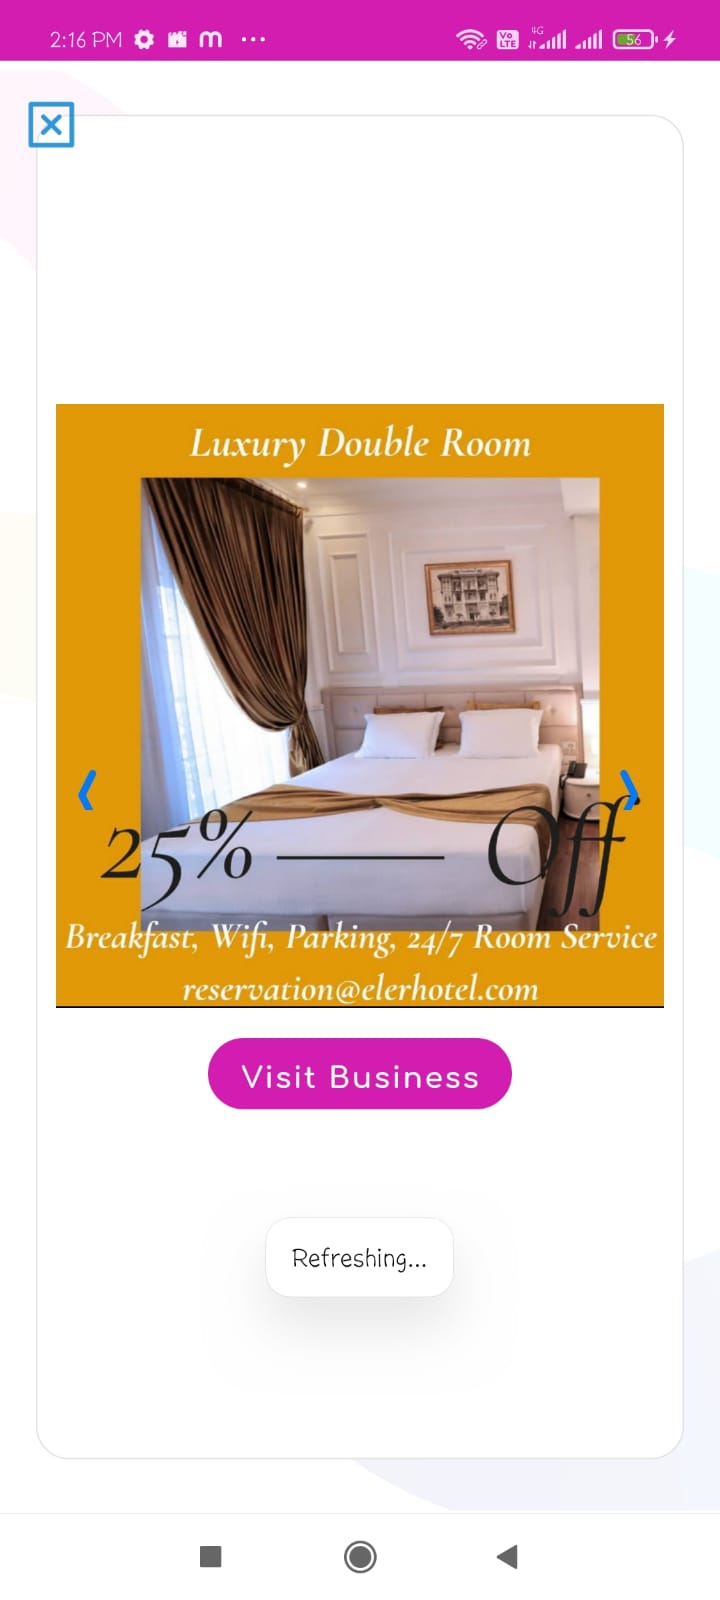 2:16 PM
Vo LTE
4G
56
Luxury Double Room
25% Off
Breakfast, Wifi, Parking, 24/7 Room Service
reservation@elerhotel.com
Visit Business
Refreshing...